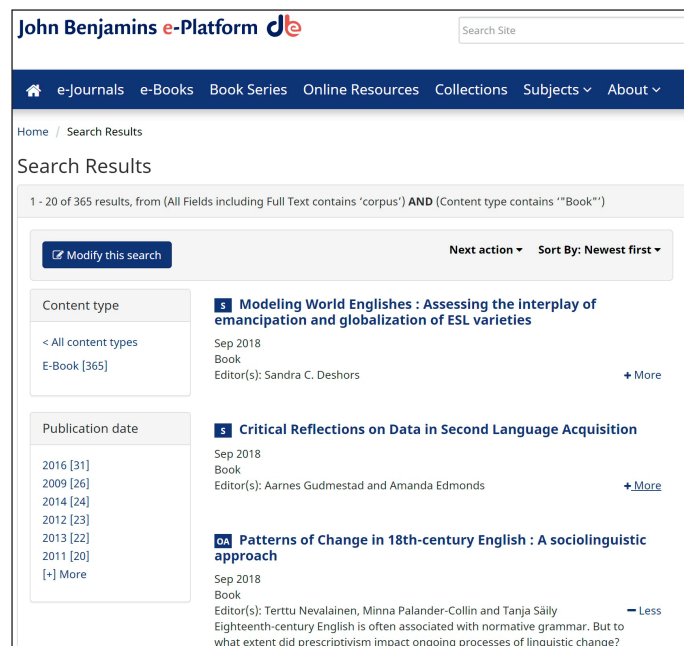 John Benjamins e-Platform
Search Site
e-Journals e-Books Book Series Online Resources Collections Subjects About
Home / Search Results
Search Results
1 - 20 of 365 results, from (All Fields including Full Text contains ‘corpus’) AND (Content type contains ‘"Book"’)
Modify this search
Next action Sort By: Newest first
Content type
< All content types
E-Book [365]
Publication date
2016 [31]
2009 [26]
2014 [24]
2012 [23]
2013 [22]
2011 [20]
[+] More
S Modeling World Englishes : Assessing the interplay of
emancipation and globalization of ESL varieties
Sep 2018
Book
Editor(s): Sandra C. Deshors
+ More
S Critical Reflections on Data in Second Language Acquisition
Sep 2018
Book
Editor(s): Aarnes Gudmestad and Amanda Edmonds
+ More
OA Patterns of Change in 18th-century English : A sociolinguistic
approach
Sep 2018
Book
Editor(s): Terttu Nevalainen, Minna Palander-Collin and Tanja Säily
− Less
Eighteenth-century English is often associated with normative grammar. But to
what extent did prescriptivism impact ongoing processes of linguistic change?